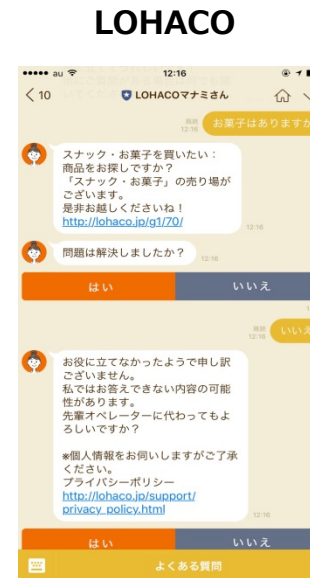 LOHACO
au 12:16
10 LOHACOマナミさん
既読
12:16
お菓子はありますか
スナック・お菓子を買いたい：
商品をお探しですか？
「スナック・お菓子」の売り場が
ございます。
是非お越しくださいね！
http://lohaco.jp/g1/70/
12:16
問題は解決しましたか？
12:16
はい
いいえ
既読
12:16
いいえ
お役に立てなかったようで申し訳
ございません。
私ではお答えできない内容の可能
性があります。
先輩オペレーターに代わってもよ
ろしいですか？
※個人情報をお伺いしますがご了承
ください。
プライバシーポリシー
http://lohaco.jp/support/
privacy_policy.html
12:16
はい
いいえ
よくある質問